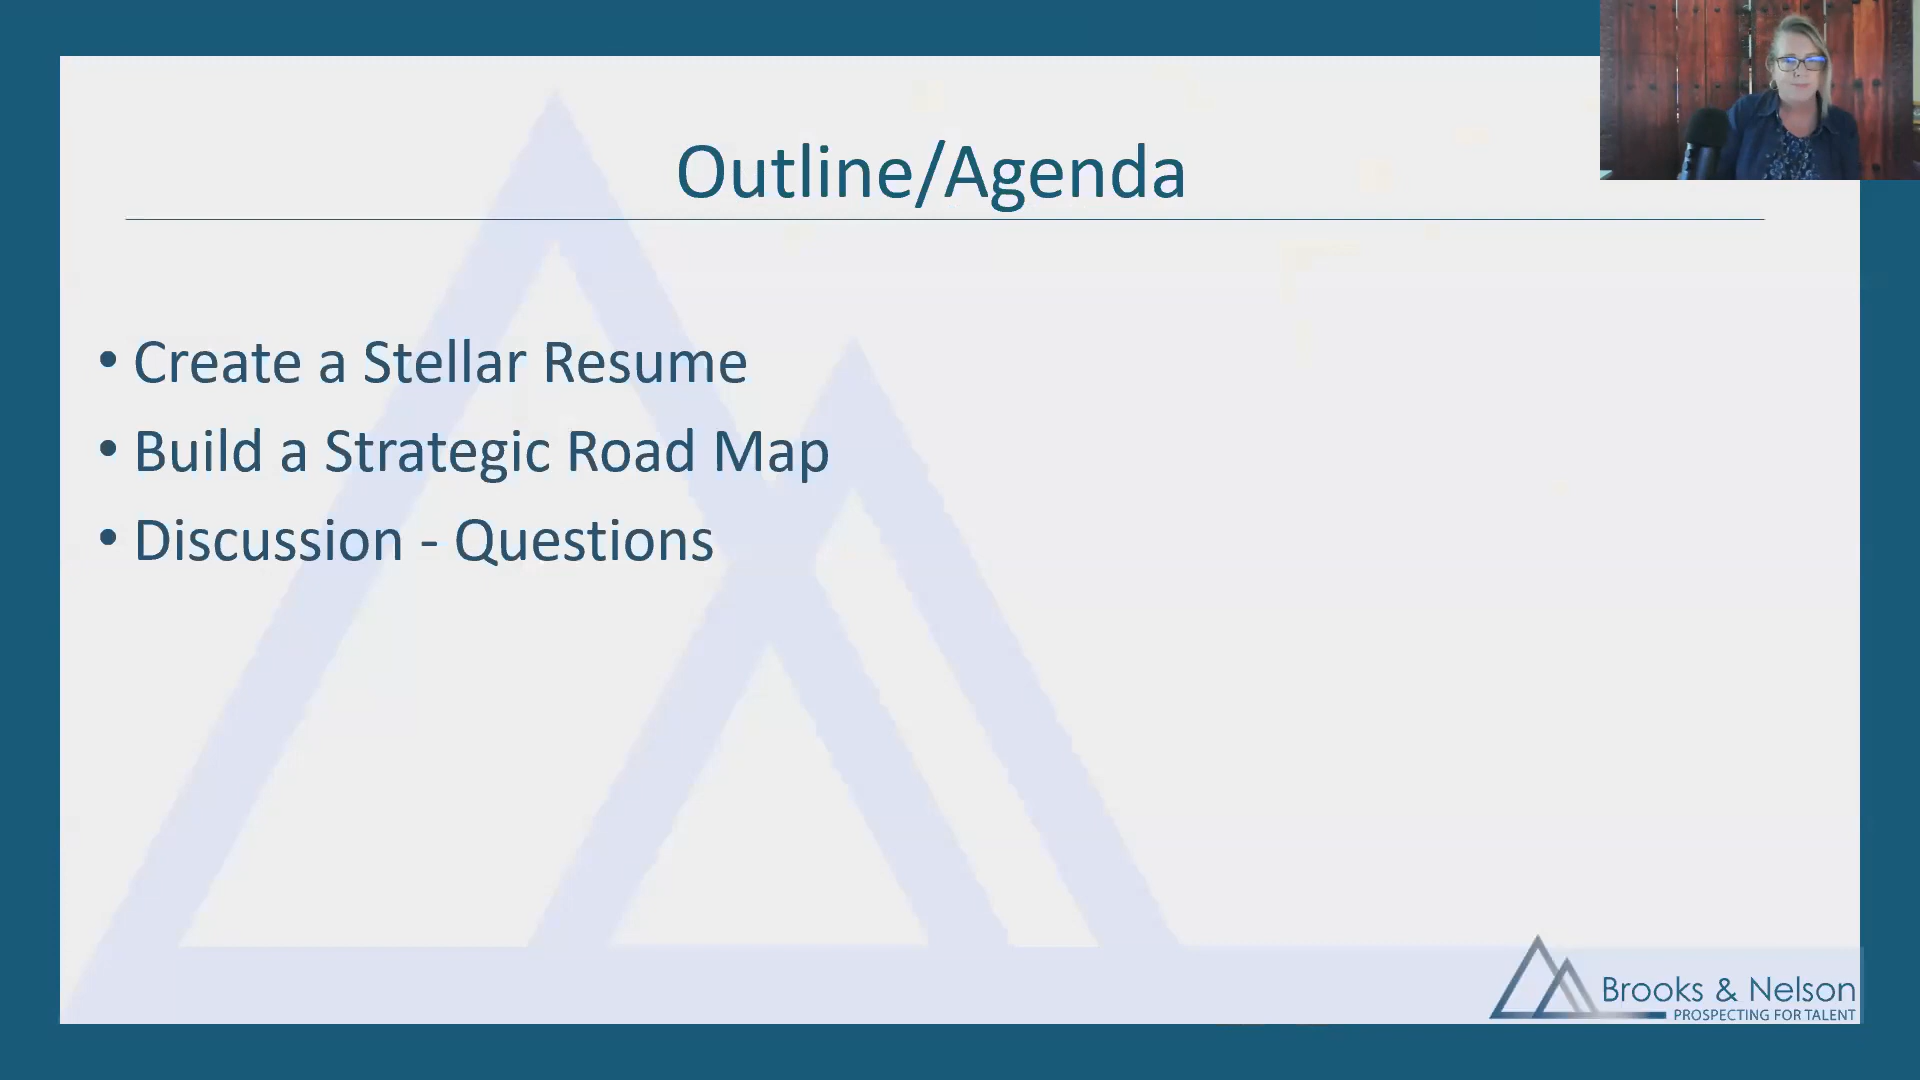 Outline/Agenda
• Create a Stellar Resume
• Build a Strategic Road Map
• Discussion - Questions
Brooks & Nelson
PROSPECTING FOR TALENT